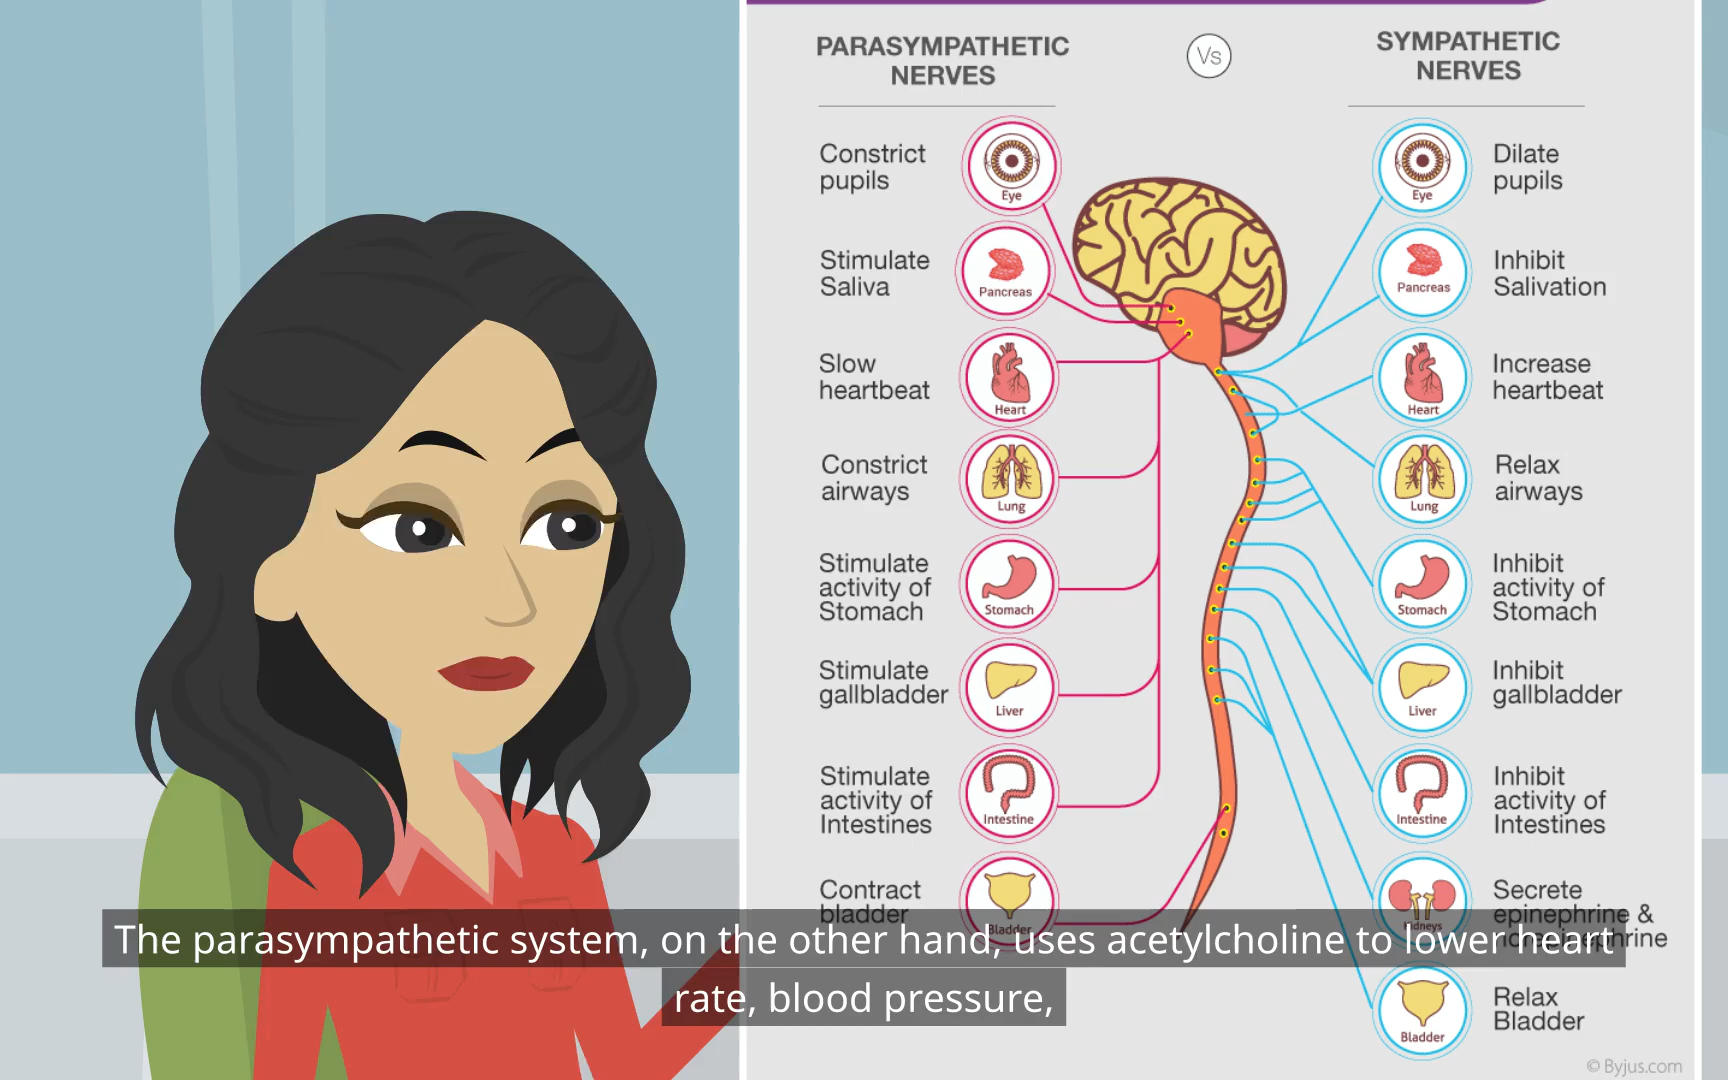 PARASYMPATHETIC
NERVES
Vs
SYMPATHETIC
NERVES
Constrict
pupils
Eye
Eye
Dilate
pupils
Stimulate
Saliva
Pancreas
Pancreas
Inhibit
Salivation
Slow
heartbeat
Heart
Heart
Increase
heartbeat
Constrict
airways
Lung
Lung
Relax
airways
Stimulate
activity of
Stomach
Stomach
Stomach
Inhibit
activity of
Stomach
Stimulate
gallbladder
Liver
Liver
Inhibit
gallbladder
Stimulate
activity of
Intestines
Intestine
Intestine
Inhibit
activity of
Intestines
Contract
bladder
Bladder
Kidneys
Secrete
epinephrine &
norepinephrine
Bladder
Relax
Bladder
The parasympathetic system, on the other hand, uses acetylcholine to lower heart
rate, blood pressure,
© Byjus.com